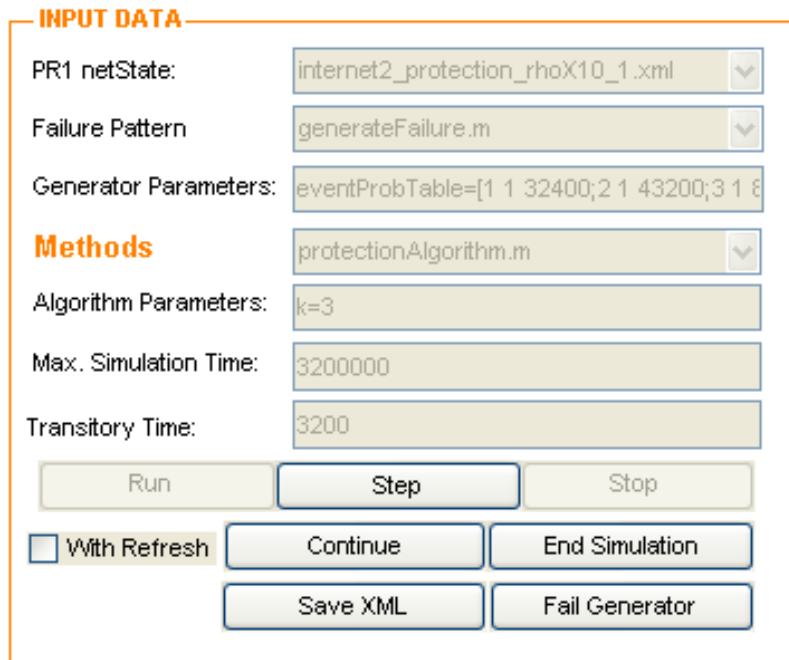 INPUT DATA
PR1 netState: internet2_protection_rhoX10_1.xml
Failure Pattern generateFailure.m
Generator Parameters: eventProbTable=[1 1 32400;2 1 43200;3 1 8
Methods protectionAlgorithm.m
Algorithm Parameters: k=3
Max. Simulation Time: 3200000
Transitory Time: 3200
Run Step Stop
With Refresh Continue End Simulation
Save XML Fail Generator